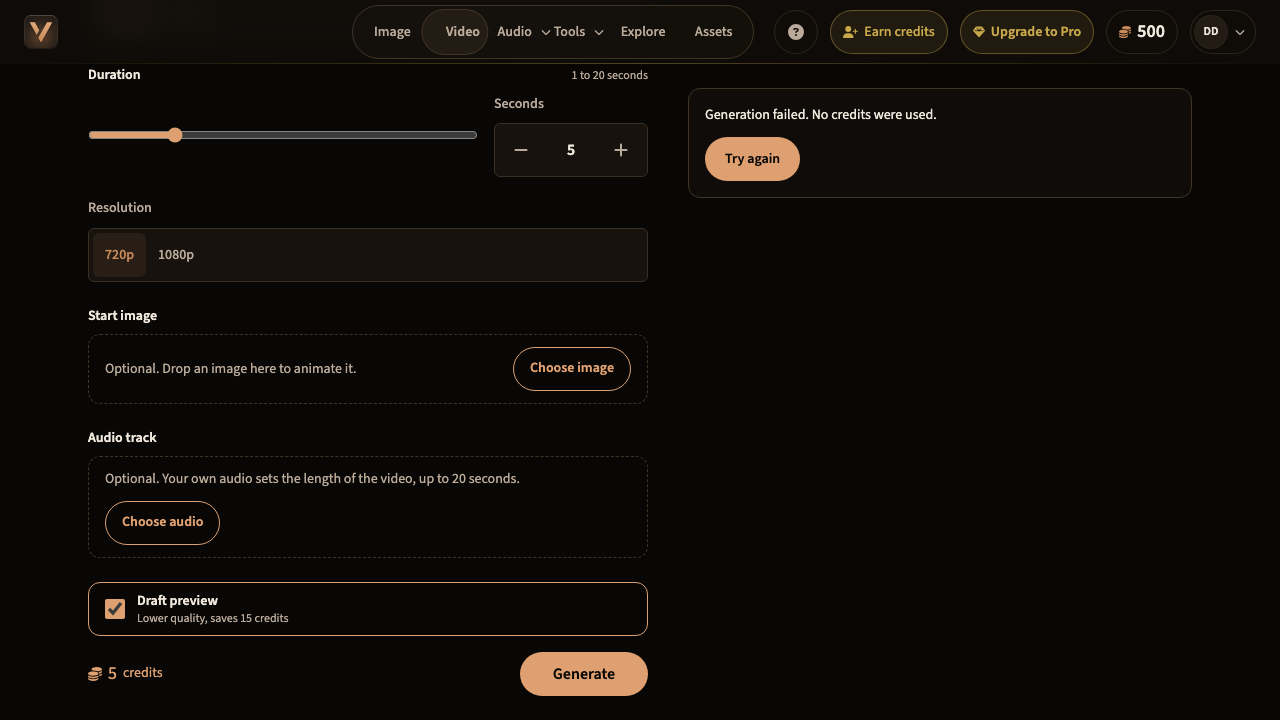 Image
Video
Audio
Tools
Explore
Assets
?
Earn credits
Upgrade to Pro
500
DD
Duration
1 to 20 seconds
Seconds
5
Resolution
720p
1080p
Start image
Optional. Drop an image here to animate it.
Choose image
Audio track
Optional. Your own audio sets the length of the video, up to 20 seconds.
Choose audio
Draft preview
Lower quality, saves 15 credits
5 credits
Generate
Generation failed. No credits were used.
Try again